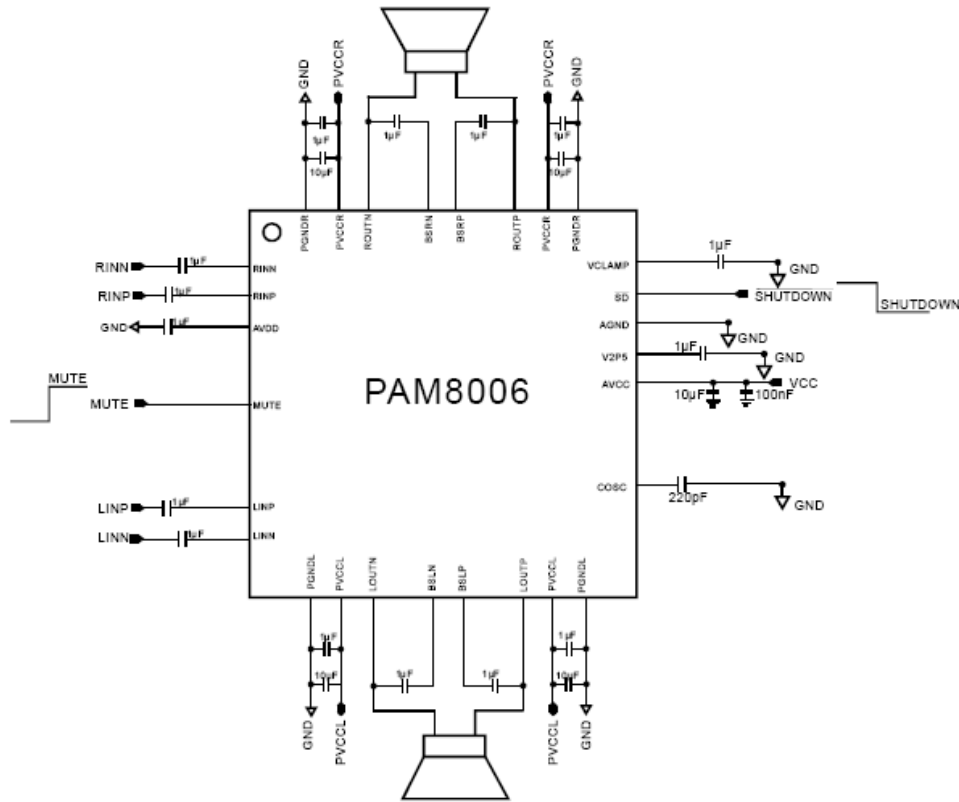 GND
PVCCR
PVCCR
GND
1µF
10µF
1µF
1µF
1µF
10µF
PGNDR
PVCCR
ROUTN
BSRN
BSRP
ROUTP
PVCCR
PGNDR
RINN
1µF
RINN
RINP
1µF
RINP
GND
1µF
AVDD
MUTE
MUTE
MUTE
LINP
1µF
LINP
LINN
1µF
LINN
PAM8006
VCLAMP
1µF
GND
SD
SHUTDOWN
SHUTDOWN
AGND
GND
V2P5
1µF
GND
AVCC
VCC
10µF
100nF
COSC
220pF
GND
PGNDL
PVCCL
LOUTN
BSLN
BSLP
LOUTP
PVCCL
PGNDL
1µF
10µF
1µF
1µF
1µF
10µF
GND
PVCCL
PVCCL
GND